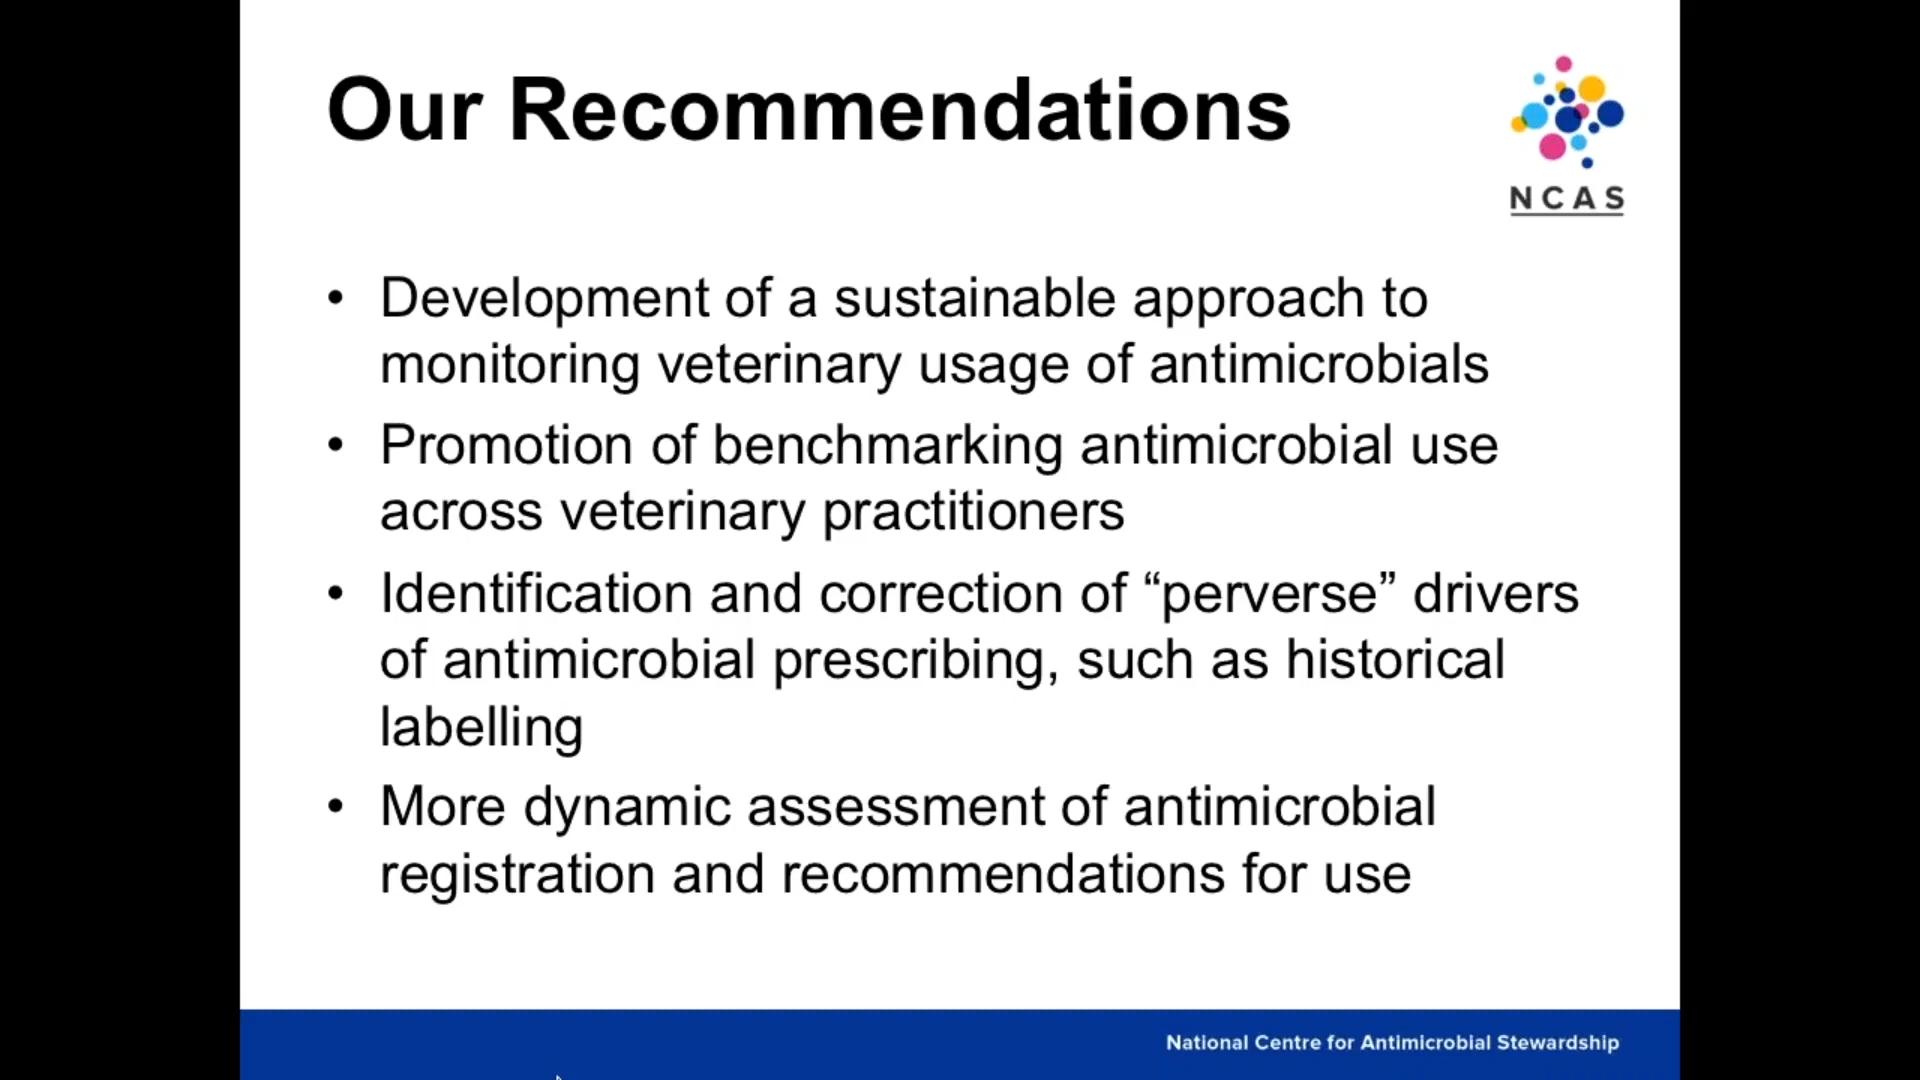 Our Recommendations
NCAS
• Development of a sustainable approach to
monitoring veterinary usage of antimicrobials
• Promotion of benchmarking antimicrobial use
across veterinary practitioners
• Identification and correction of “perverse” drivers
of antimicrobial prescribing, such as historical
labelling
• More dynamic assessment of antimicrobial
registration and recommendations for use
National Centre for Antimicrobial Stewardship